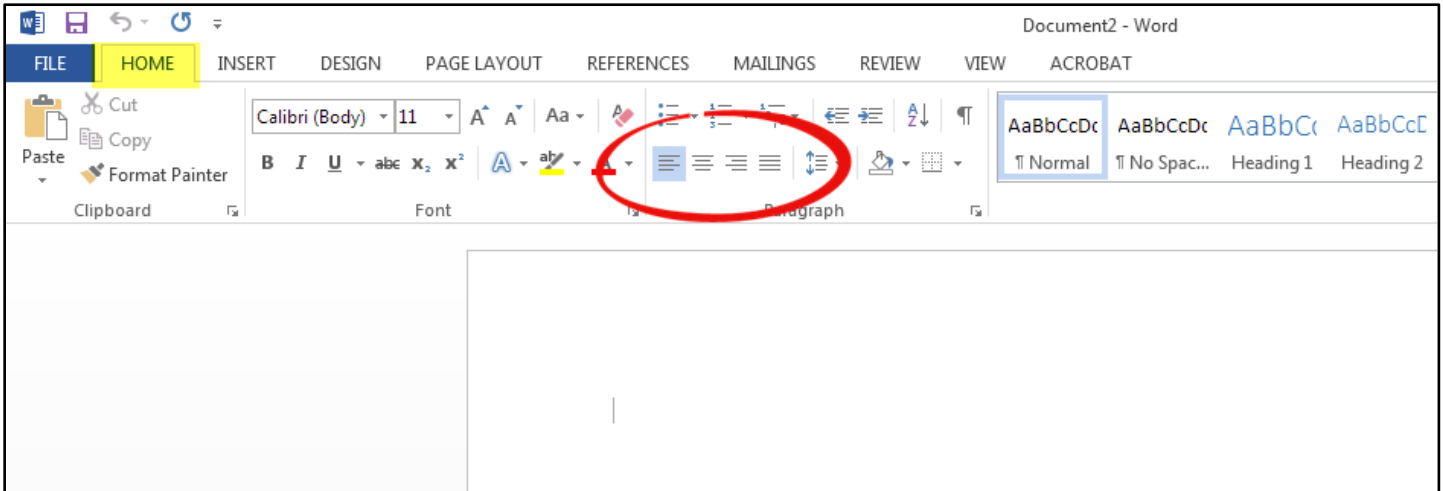 Document2 - Word
FILE HOME INSERT DESIGN PAGE LAYOUT REFERENCES MAILINGS REVIEW VIEW ACROBAT
Cut
Calibri (Body) 11 Aa
Copy
AaBbCcDc AaBbCcDc AaBbC AaBbCcD
Paste
Format Painter
B I U abc X₂ X² A aby A
¶ Normal ¶ No Spac... Heading 1 Heading 2
Clipboard Font Paragraph